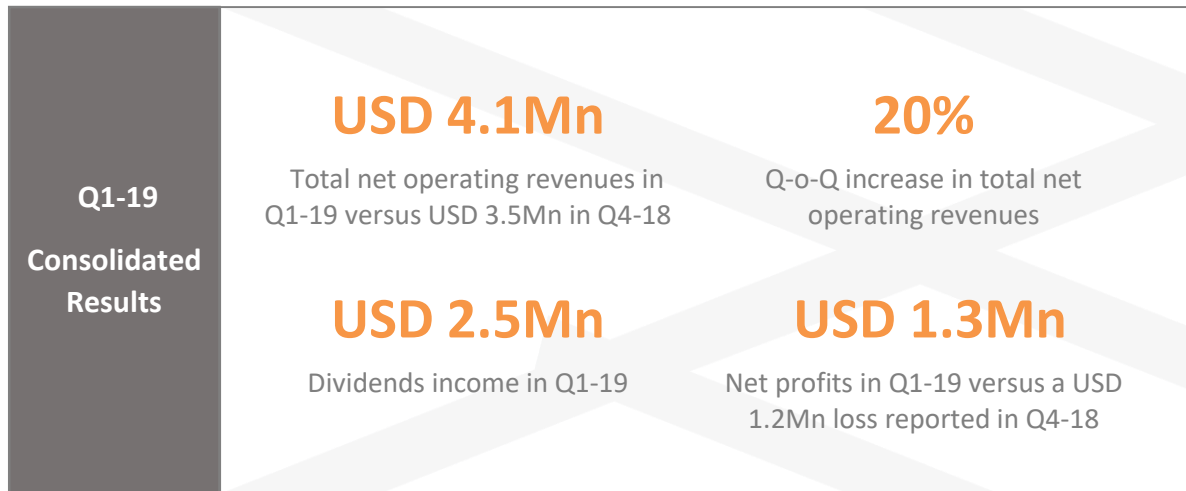 Q1-19
Consolidated
Results
USD 4.1Mn
Total net operating revenues in
Q1-19 versus USD 3.5Mn in Q4-18
20%
Q-o-Q increase in total net
operating revenues
USD 2.5Mn
Dividends income in Q1-19
USD 1.3Mn
Net profits in Q1-19 versus a USD
1.2Mn loss reported in Q4-18